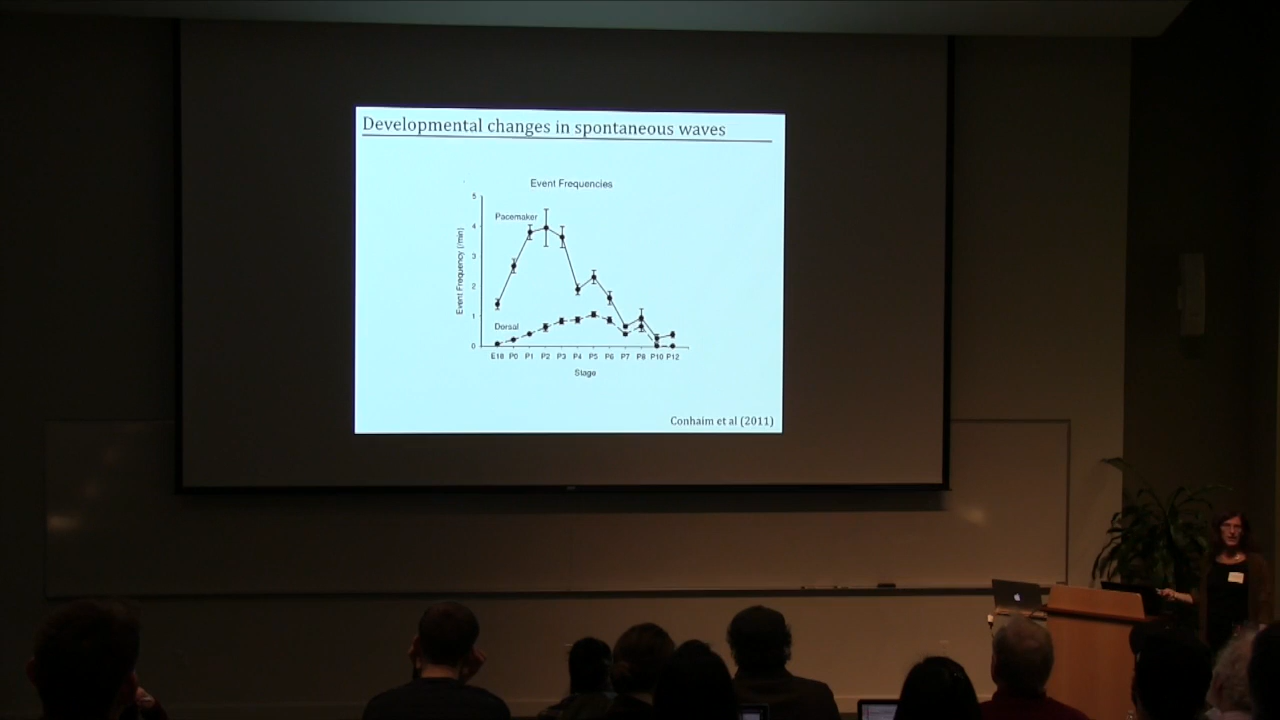 Developmental changes in spontaneous waves
Event Frequencies
Event Frequency (/min)
5
4
3
2
1
0
Pacemaker
Dorsal
E18 P0 P1 P2 P3 P4 P5 P6 P7 P8 P10 P12
Stage
Conhaim et al (2011)